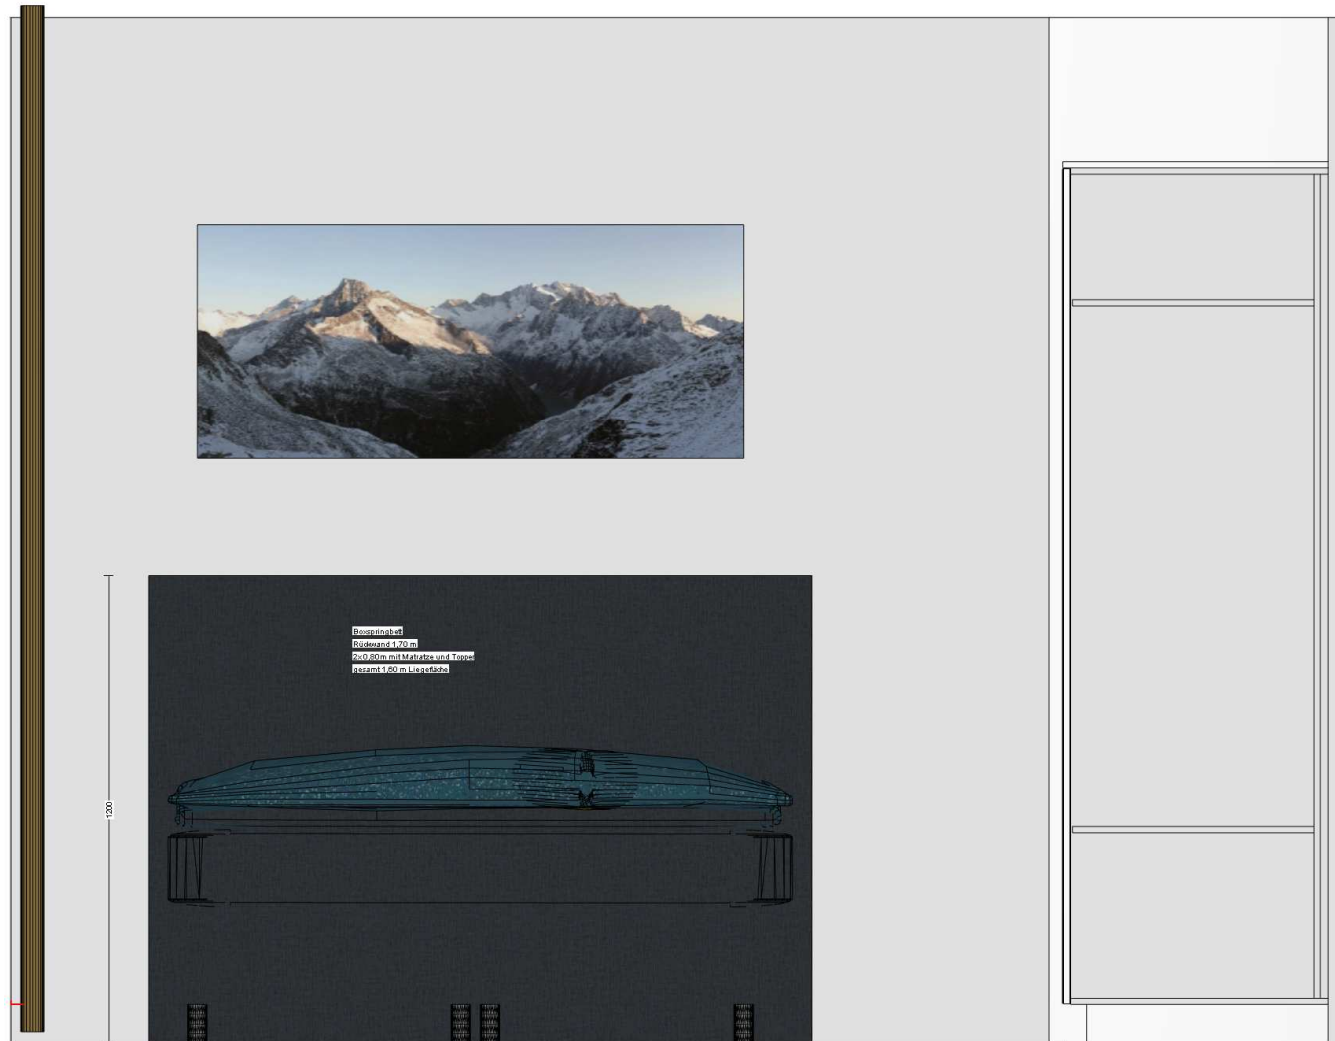 Boxspringbett
Rückwand 1,70 m
2x0,80m mit Matratze und Topper
gesamt 1,60 m Liegefläche
1200